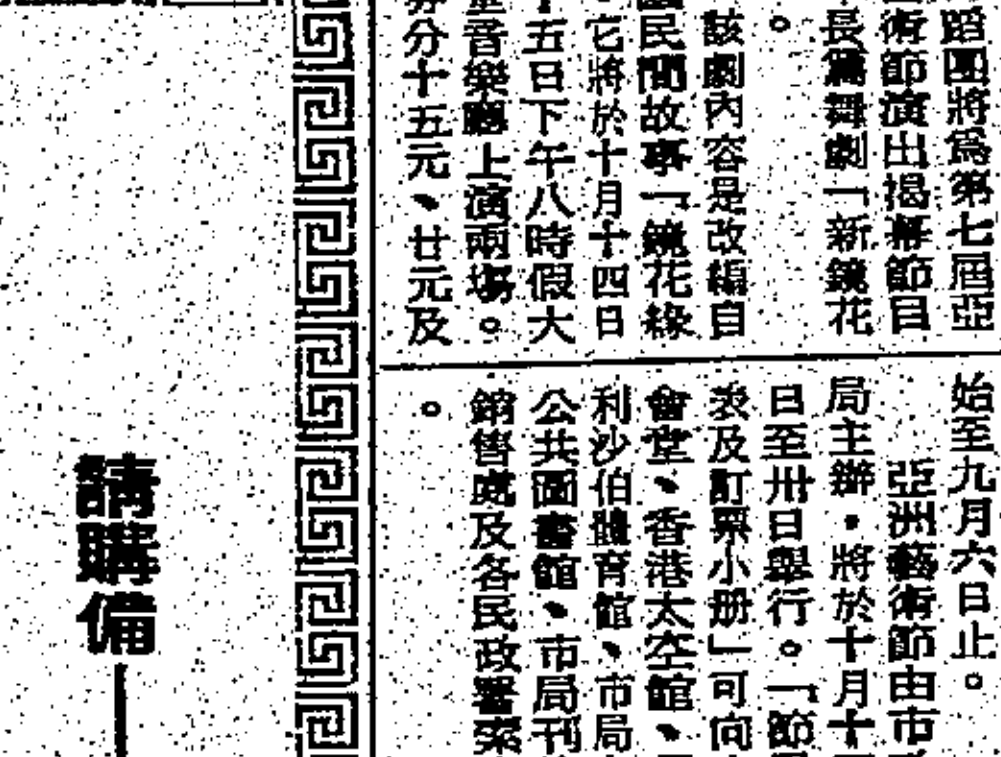 蹈團將爲第七屆亞
術節演出揭幕節目
長篇舞劇「新鏡花
。
該劇內容是改編自
民間故事「鏡花緣
它將於十月十四日
五日下午八時假大
音樂廳上演兩場。
分十五元、廿元及
始至九月六日止。
亞洲藝術節由市
局主辦,將於十月十
日至卅日舉行。「節
表及訂票小册」可向
會堂、香港太空館、
利沙伯體育館、市局
公共圖書館、市局刊
銷售處及各民政署索
。
請購備—